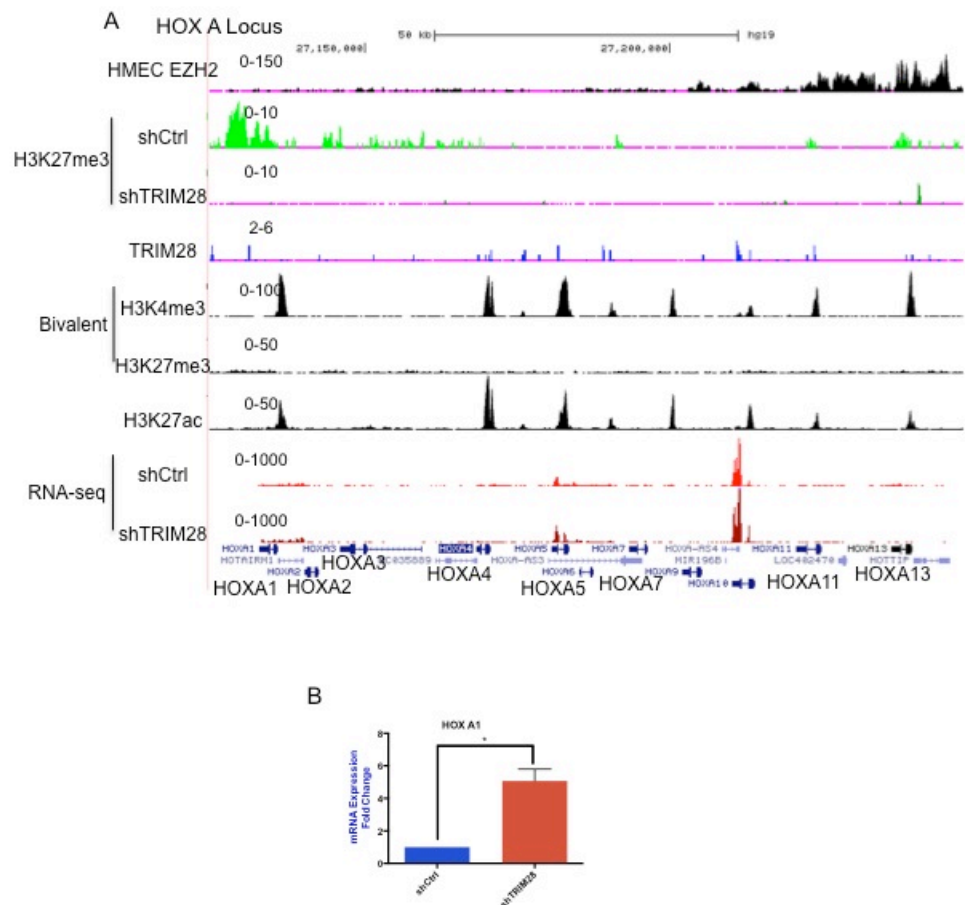 A
HOX A Locus
50 kb hg19
27,150,000 27,200,000
HMEC EZH2 0-150
H3K27me3
shCtrl 0-10
shTRIM28 0-10
TRIM28 2-6
Bivalent
H3K4me3 0-100
H3K27me3 0-50
H3K27ac 0-50
RNA-seq
shCtrl 0-1000
shTRIM28 0-1000
HOXA1 HOXA3 HOXA4 HOXA5 HOXA7 HOXA-AS4 HOXA11 HOXA13
HOTAIRM1 HOXA3 HOXA-AS3 MIR196B LOC402470 HOTTIP
HOXA2 HOXA4 HOXA6 HOXA9 HOXA11 HOXA13
HOXA1 HOXA2 HOXA5 HOXA7 HOXA10
B
HOX A1
*
mRNA Expression
Fold Change
8
6
4
2
0
shCtrl shTRIM28